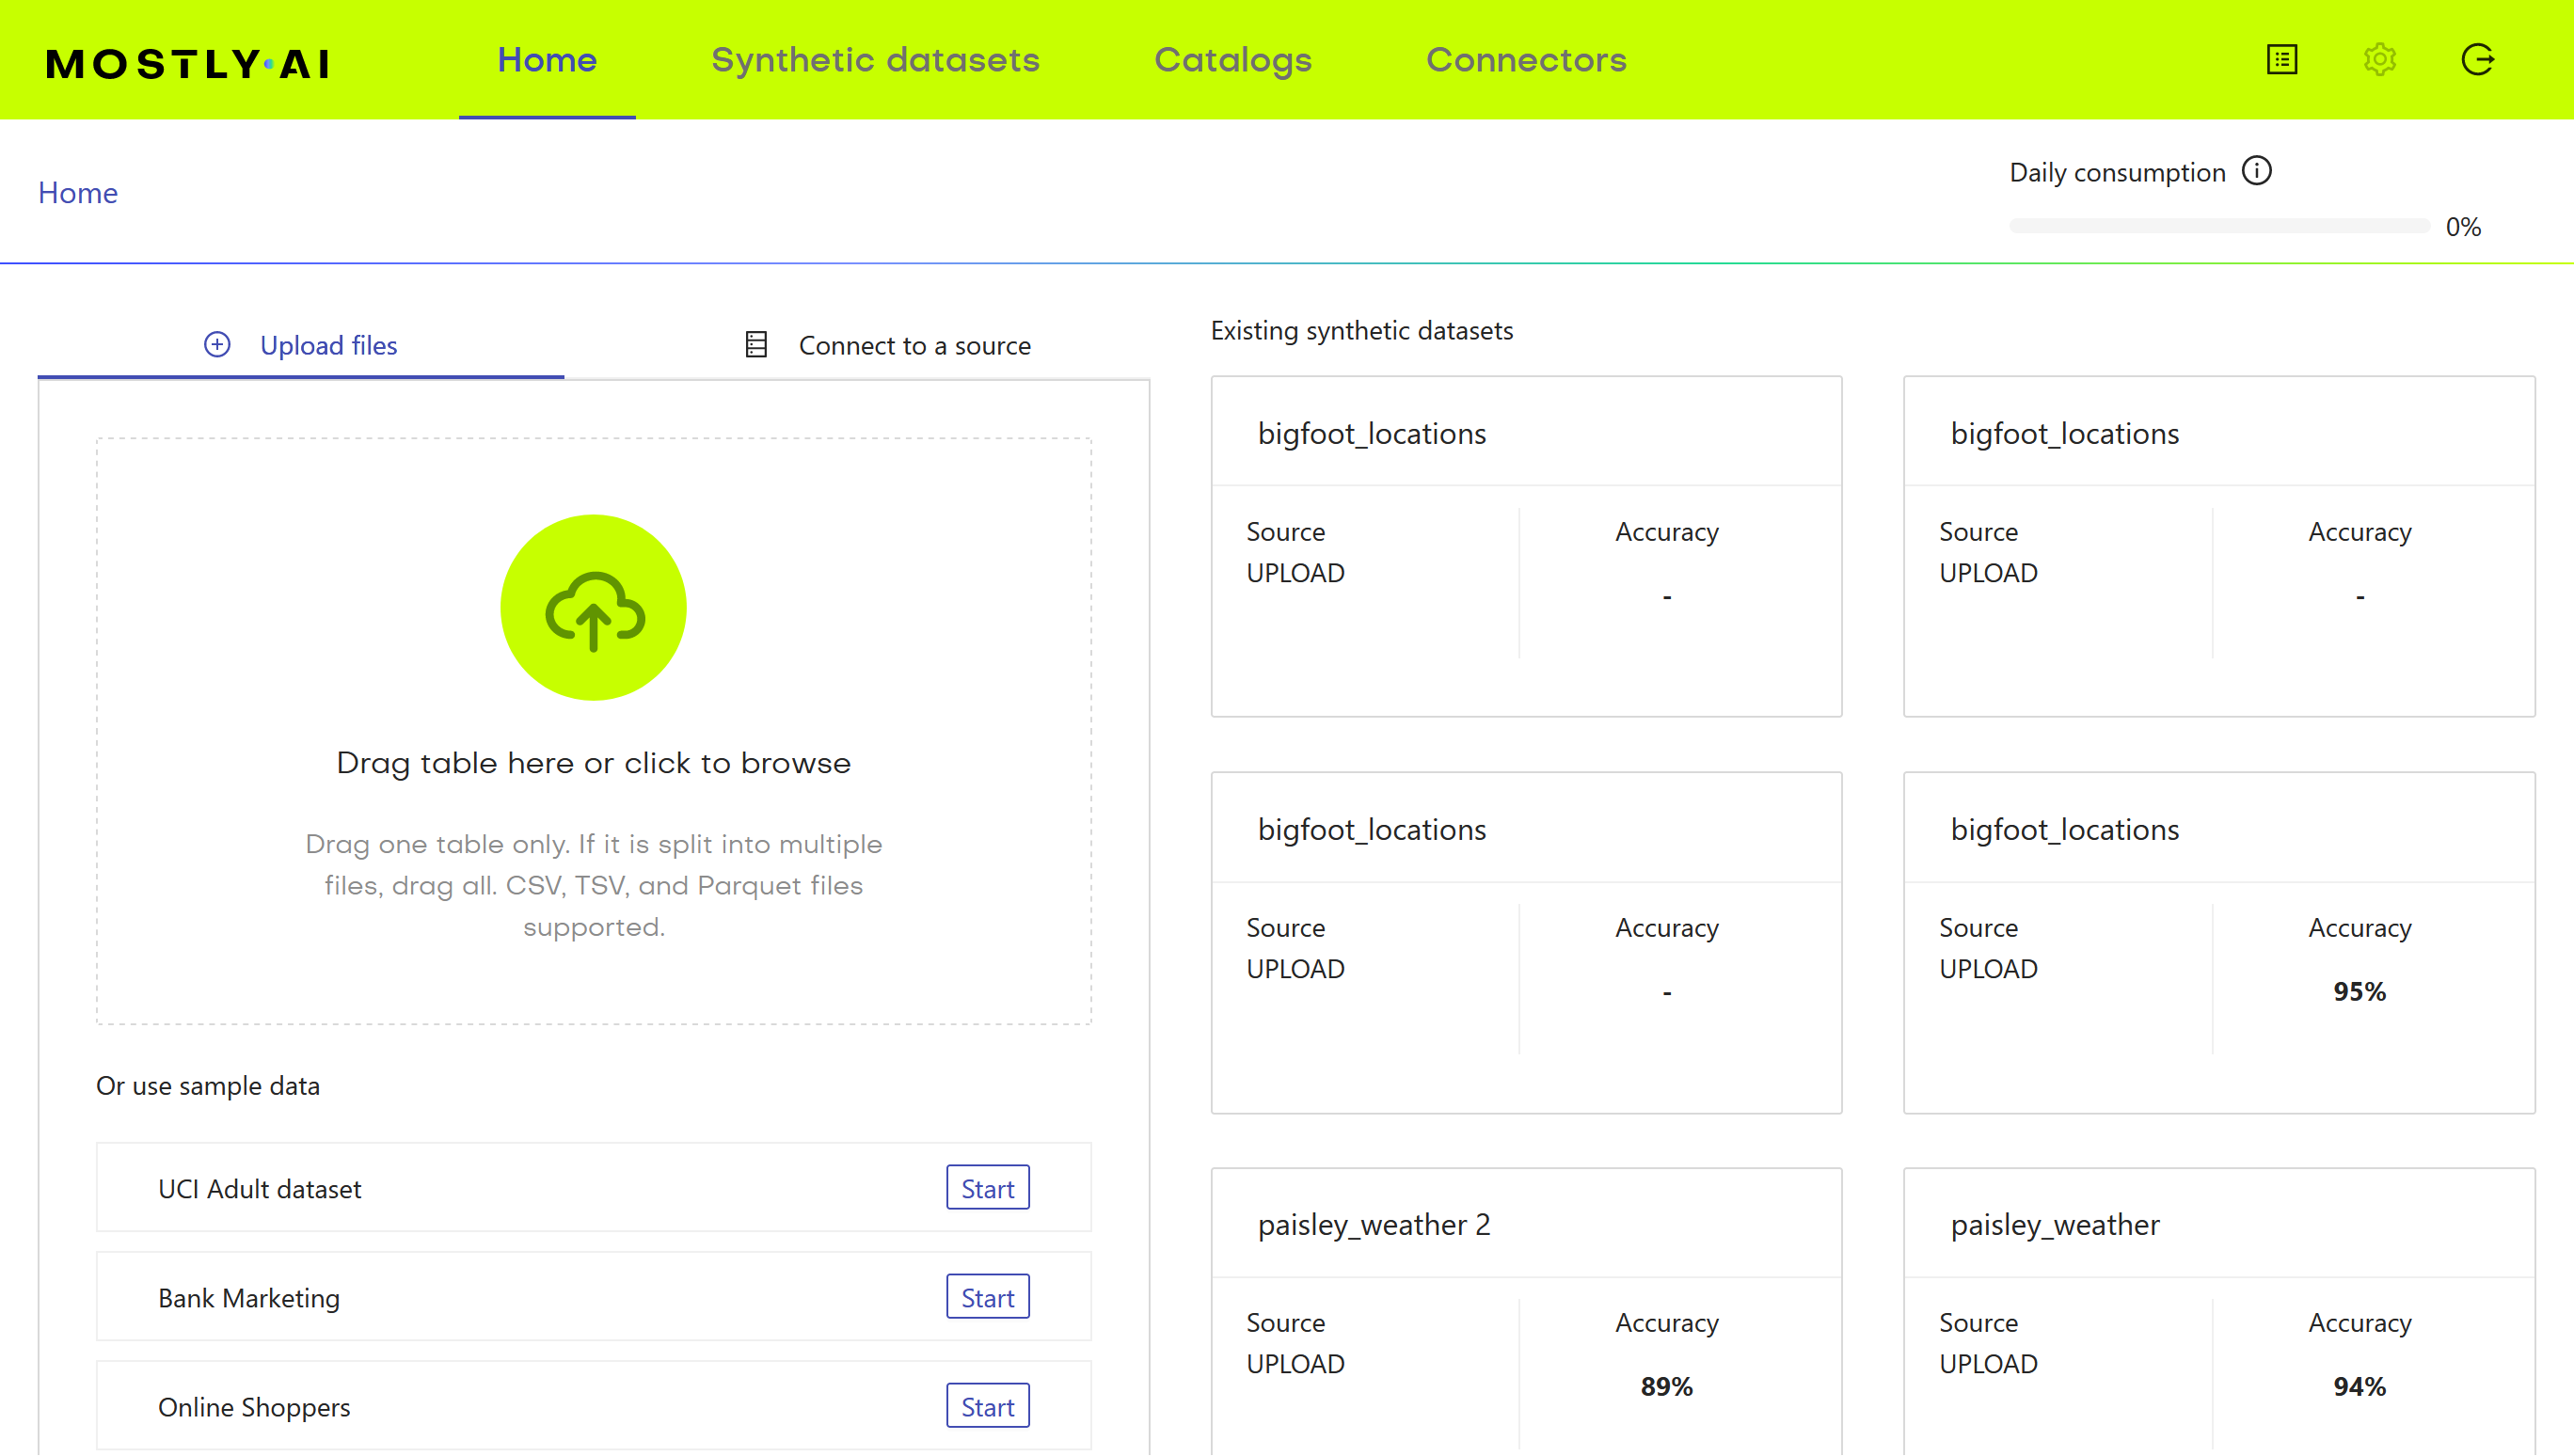 MOSTLY·AI
Home
Synthetic datasets
Catalogs
Connectors
Home
Daily consumption
0%
Upload files
Connect to a source
Drag table here or click to browse
Drag one table only. If it is split into multiple
files, drag all. CSV, TSV, and Parquet files
supported.
Or use sample data
UCI Adult dataset
Start
Bank Marketing
Start
Online Shoppers
Start
Existing synthetic datasets
bigfoot_locations
Source
UPLOAD
Accuracy
-
bigfoot_locations
Source
UPLOAD
Accuracy
-
bigfoot_locations
Source
UPLOAD
Accuracy
-
bigfoot_locations
Source
UPLOAD
Accuracy
95%
paisley_weather 2
Source
UPLOAD
Accuracy
89%
paisley_weather
Source
UPLOAD
Accuracy
94%